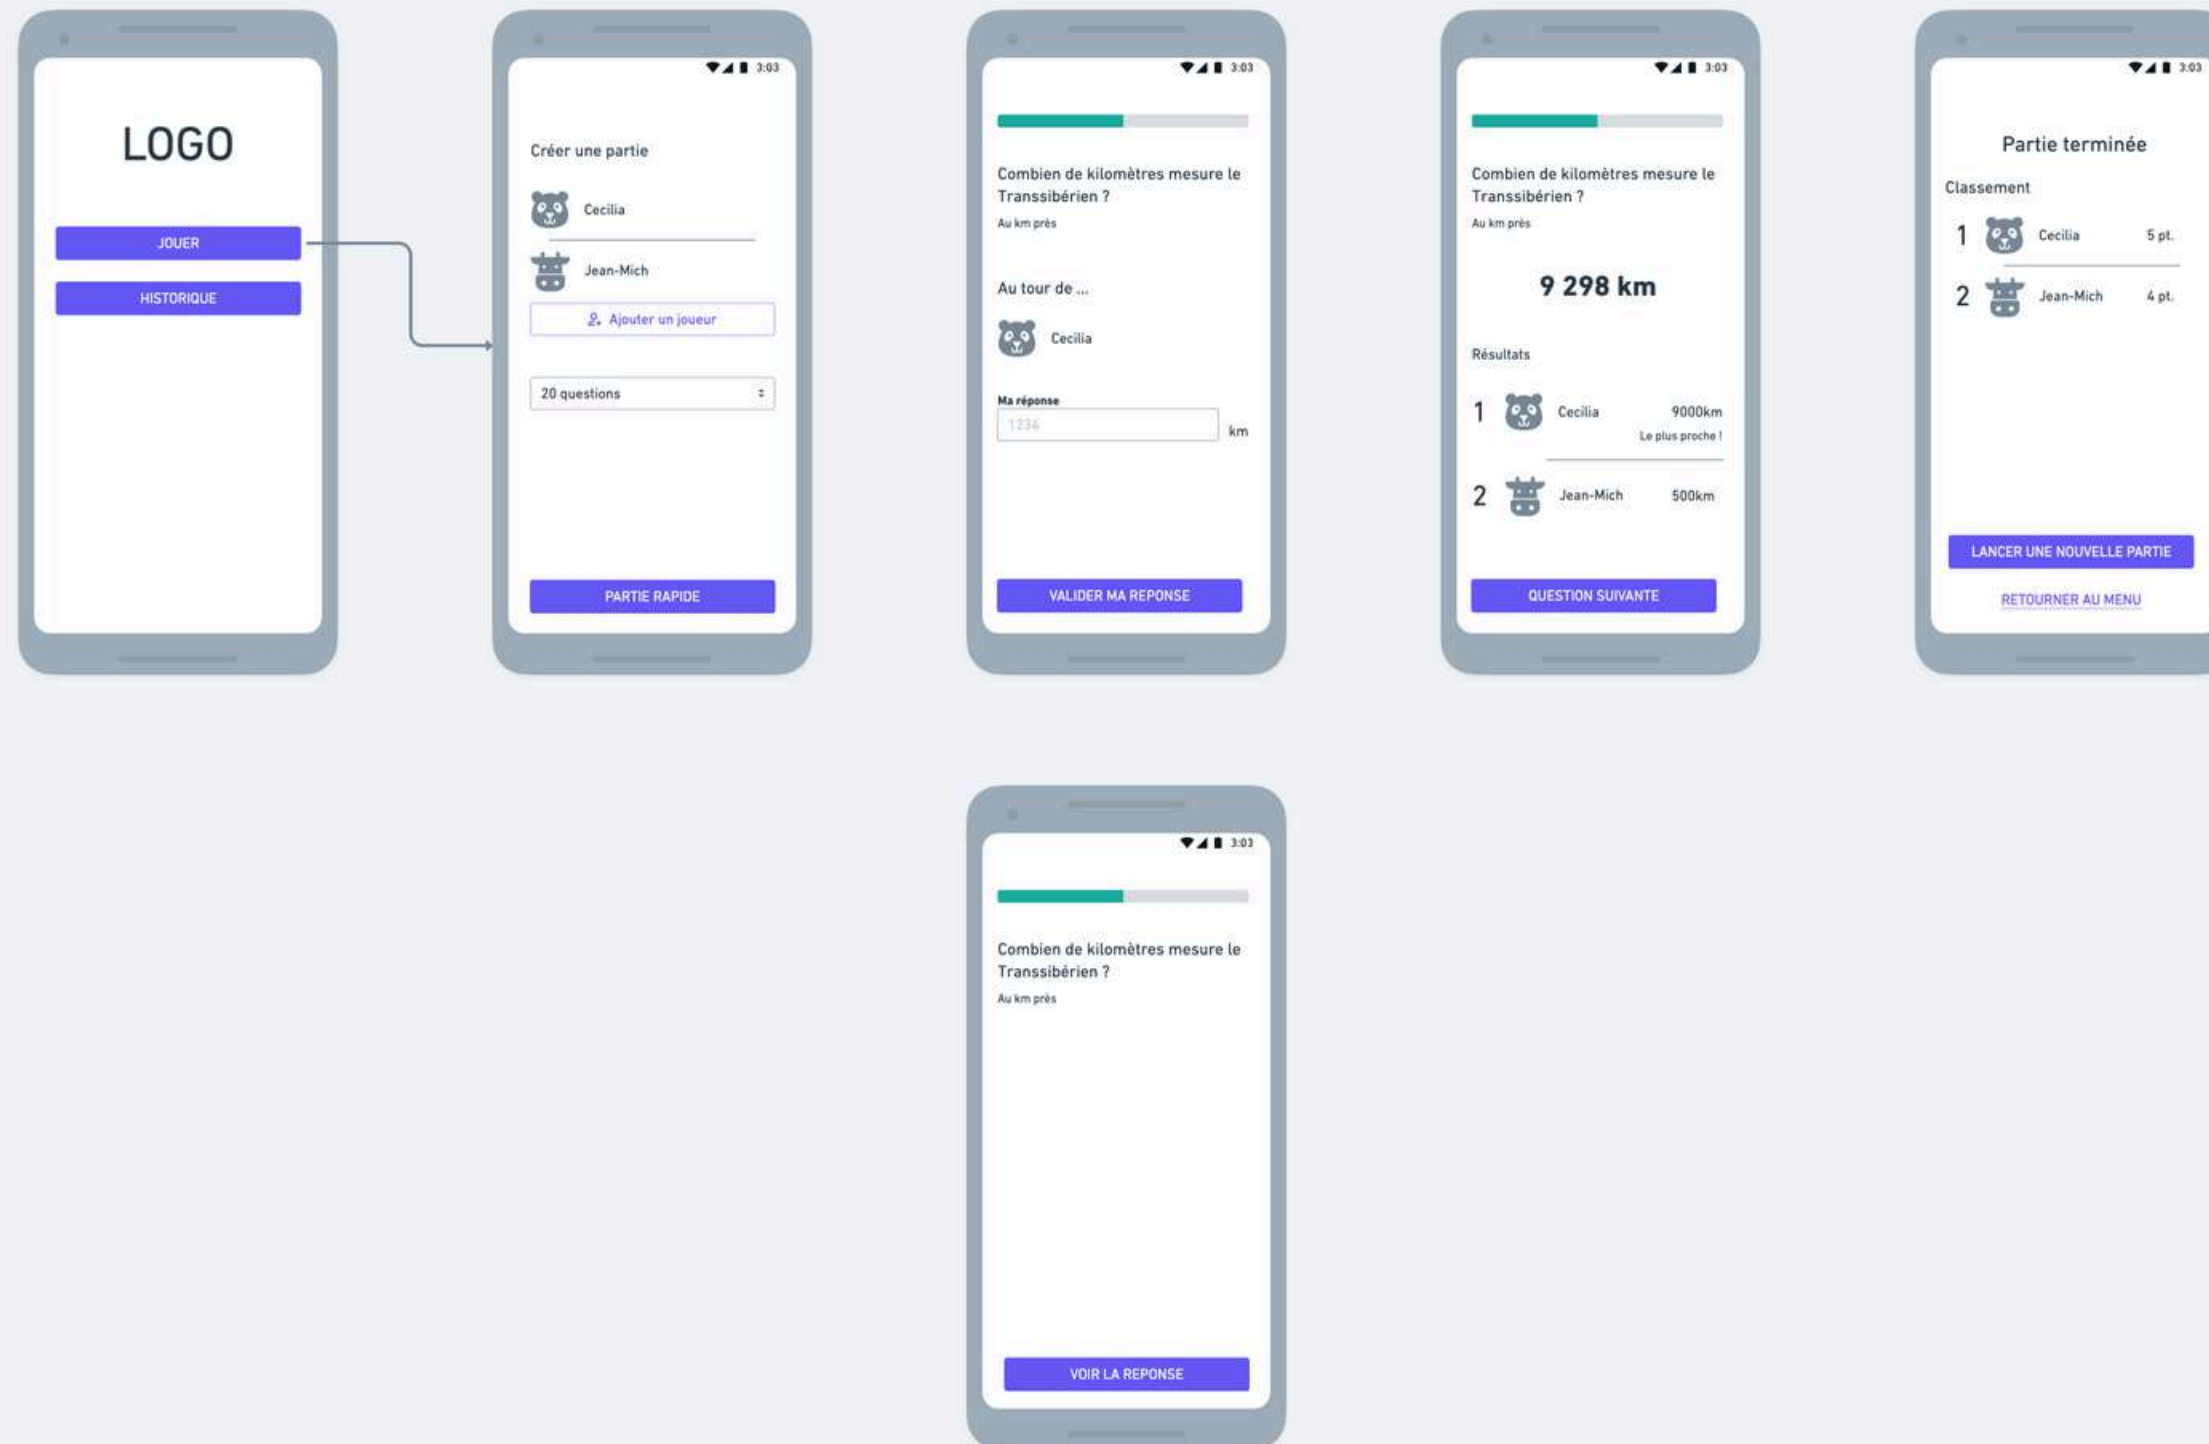 LOGO
JOUER
HISTORIQUE
3:03
Créer une partie
Cecilia
Jean-Mich
Ajouter un joueur
20 questions
PARTIE RAPIDE
3:03
Combien de kilomètres mesure le
Transsibérien ?
Au km près
Au tour de ...
Cecilia
Ma réponse
1234
km
VALIDER MA REPONSE
3:03
Combien de kilomètres mesure le
Transsibérien ?
Au km près
9 298 km
Résultats
1 Cecilia 9000km
Le plus proche !
2 Jean-Mich 500km
QUESTION SUIVANTE
3:03
Partie terminée
Classement
1 Cecilia 5 pt.
2 Jean-Mich 4 pt.
LANCER UNE NOUVELLE PARTIE
RETOURNER AU MENU
3:03
Combien de kilomètres mesure le
Transsibérien ?
Au km près
VOIR LA REPONSE